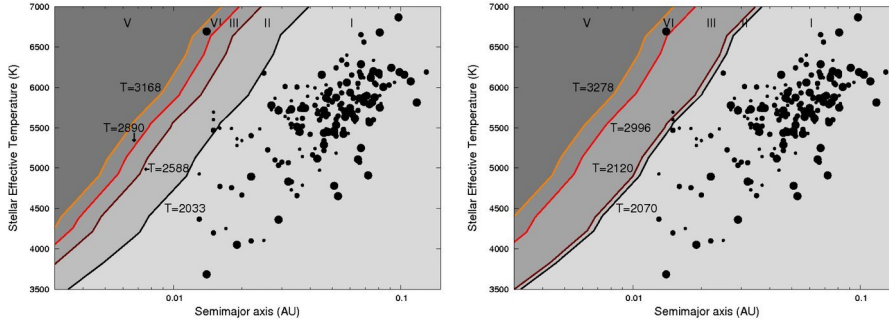 7000
6500
6000
5500
5000
4500
4000
3500
Stellar Effective Temperature (K)
V VI III II I
T=3168
T=2890
T=2588
T=2033
0.01 0.1
Semimajor axis (AU)
7000
6500
6000
5500
5000
4500
4000
3500
Stellar Effective Temperature (K)
V VI III II I
T=3278
T=2996
T=2120
T=2070
0.01 0.1
Semimajor axis (AU)